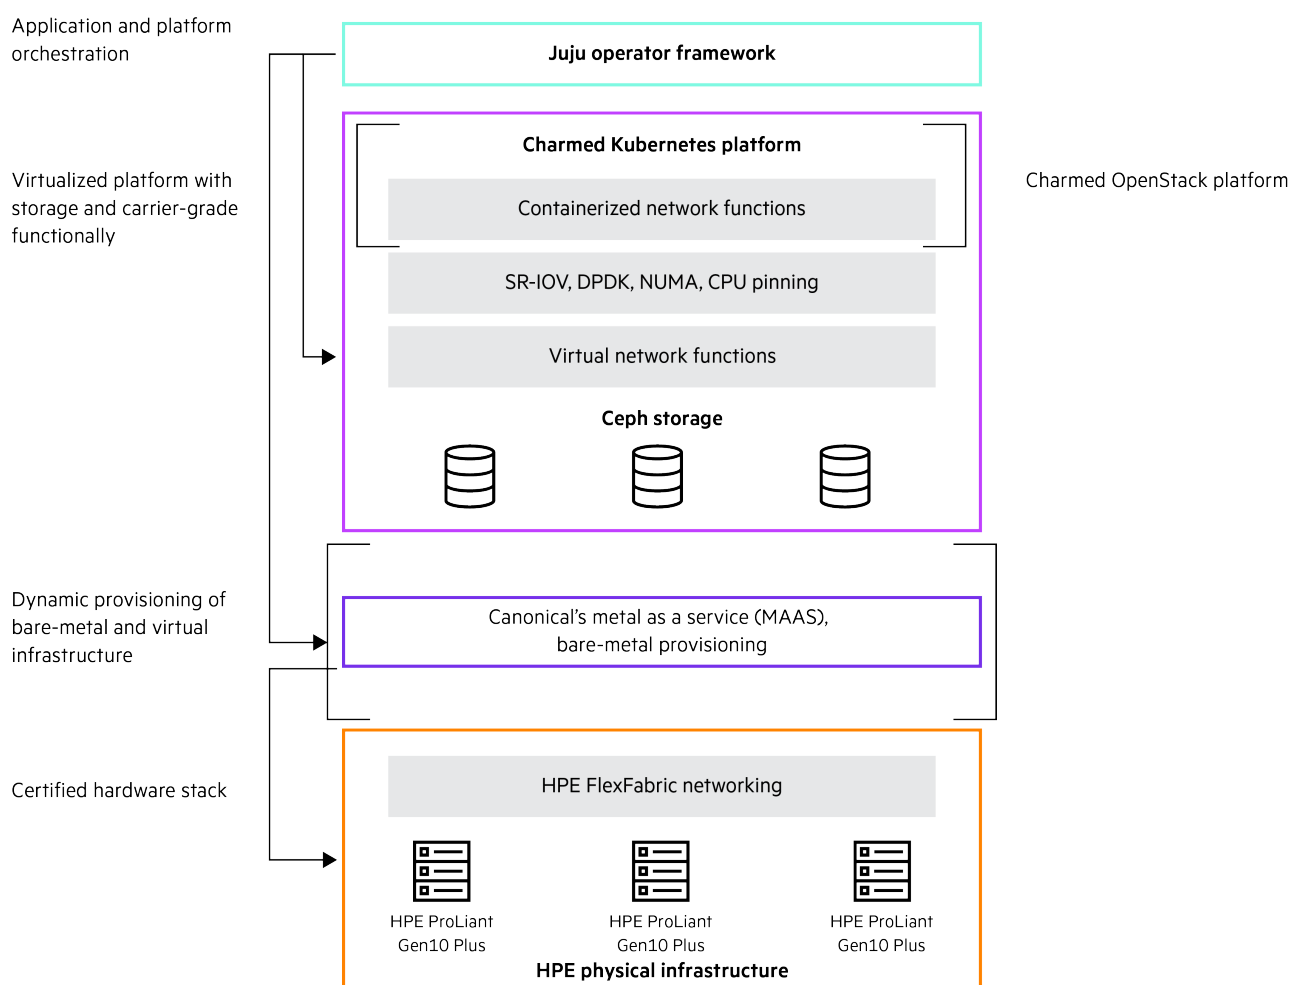 Application and platform
orchestration
Juju operator framework
Charmed Kubernetes platform
Virtualized platform with
storage and carrier-grade
functionally
Charmed OpenStack platform
Containerized network functions
SR-IOV, DPDK, NUMA, CPU pinning
Virtual network functions
Ceph storage
Dynamic provisioning of
bare-metal and virtual
infrastructure
Canonical’s metal as a service (MAAS),
bare-metal provisioning
Certified hardware stack
HPE FlexFabric networking
HPE ProLiant
Gen10 Plus
HPE ProLiant
Gen10 Plus
HPE ProLiant
Gen10 Plus
HPE physical infrastructure